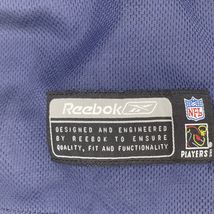 Reebok
DESIGNED AND ENGINEERED
BY REEBOK TO ENSURE
QUALITY, FIT AND FUNCTIONALITY
NFL
PLAYERS